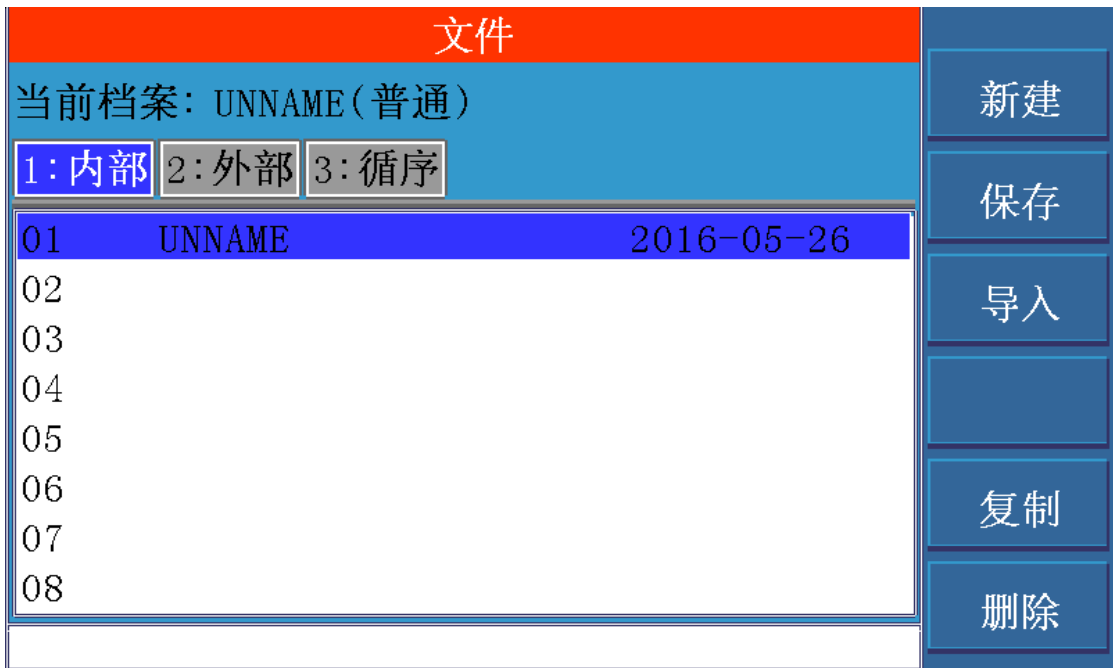 文件
当前档案: UNNAME(普通)
1:内部 2:外部 3:循序
01 UNNAME 2016-05-26
02
03
04
05
06
07
08
新建
保存
导入
复制
删除